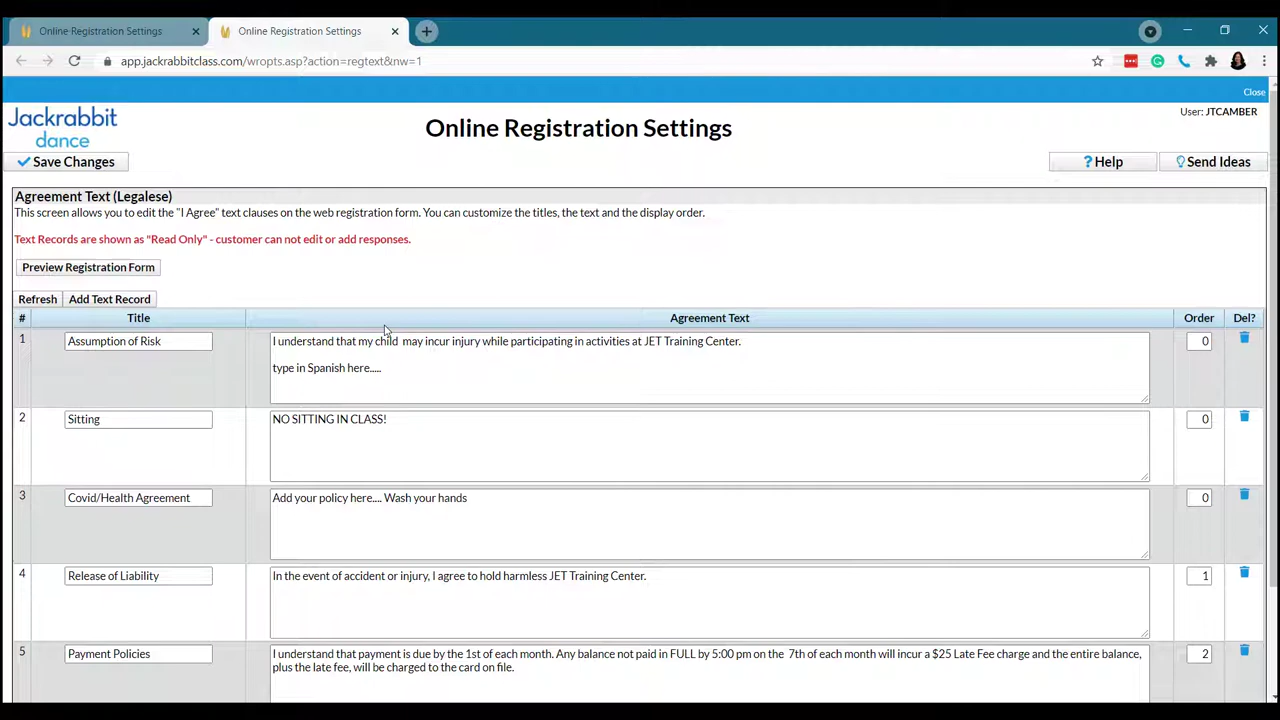 Online Registration Settings
Online Registration Settings
app.jackrabbitclass.com/wropts.asp?action=regtext&nw=1
Close
Jackrabbit
dance
Online Registration Settings
User: JTCAMBER
Save Changes
? Help
Send Ideas
Agreement Text (Legalese)
This screen allows you to edit the "I Agree" text clauses on the web registration form. You can customize the titles, the text and the display order.
Text Records are shown as "Read Only" - customer can not edit or add responses.
Preview Registration Form
Refresh Add Text Record
# Title Agreement Text Order Del?
1 Assumption of Risk I understand that my child may incur injury while participating in activities at JET Training Center. 0
type in Spanish here.....
2 Sitting NO SITTING IN CLASS! 0
3 Covid/Health Agreement Add your policy here.... Wash your hands 0
4 Release of Liability In the event of accident or injury, I agree to hold harmless JET Training Center. 1
5 Payment Policies I understand that payment is due by the 1st of each month. Any balance not paid in FULL by 5:00 pm on the 7th of each month will incur a $25 Late Fee charge and the entire balance, 2
plus the late fee, will be charged to the card on file.